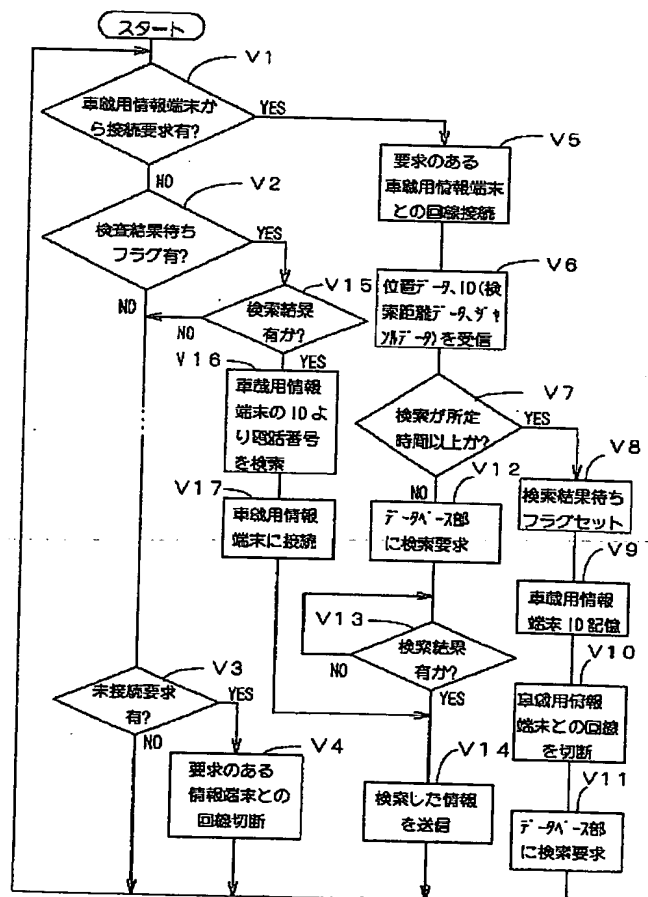 スタート
V1
車載用情報端末か
ら接続要求有?
YES
NO
V5
要求のある
車載用情報端末
との回線接続
V2
検査結果待ち
フラグ有?
YES
NO
V6
位置データ、ID(検
索距離データ、ジャ
ンルデータ)を受信
V15
検索結果
有か?
NO
YES
V16
車載用情報
端末のIDよ
り電話番号
を検索
V7
検索が所定
時間以上か?
YES
NO
V8
検索結果待ち
フラグセット
V17
車載用情報
端末に接続
V12
データベース部
に検索要求
V9
車載用情報
端末ID記憶
V13
検索結果
有か?
NO
YES
V10
車載用情報
端末との回線
を切断
V3
未接続要求
有?
YES
NO
V4
要求のある
情報端末との
回線切断
V14
検索した情報
を送信
V11
データベース部
に検索要求